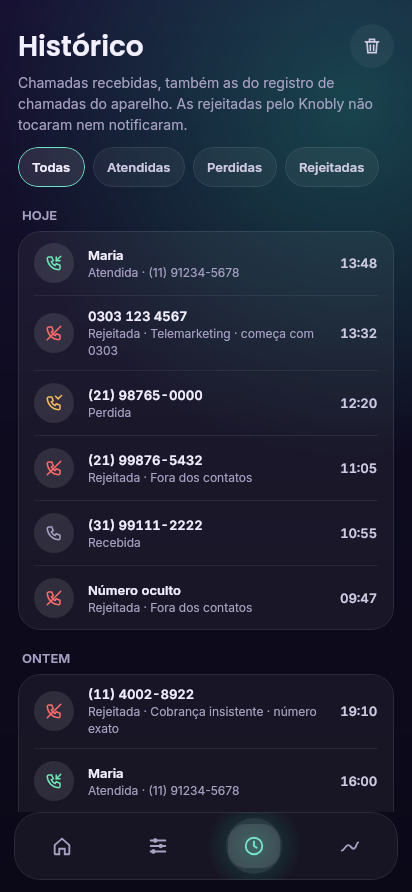 Histórico
Chamadas recebidas, também as do registro de
chamadas do aparelho. As rejeitadas pelo Knobly não
tocaram nem notificaram.
Todas
Atendidas
Perdidas
Rejeitadas
HOJE
Maria
Atendida · (11) 91234-5678
13:48
0303 123 4567
Rejeitada · Telemarketing · começa com
0303
13:32
(21) 98765-0000
Perdida
12:20
(21) 99876-5432
Rejeitada · Fora dos contatos
11:05
(31) 99111-2222
Recebida
10:55
Número oculto
Rejeitada · Fora dos contatos
09:47
ONTEM
(11) 4002-8922
Rejeitada · Cobrança insistente · número
exato
19:10
Maria
Atendida · (11) 91234-5678
16:00